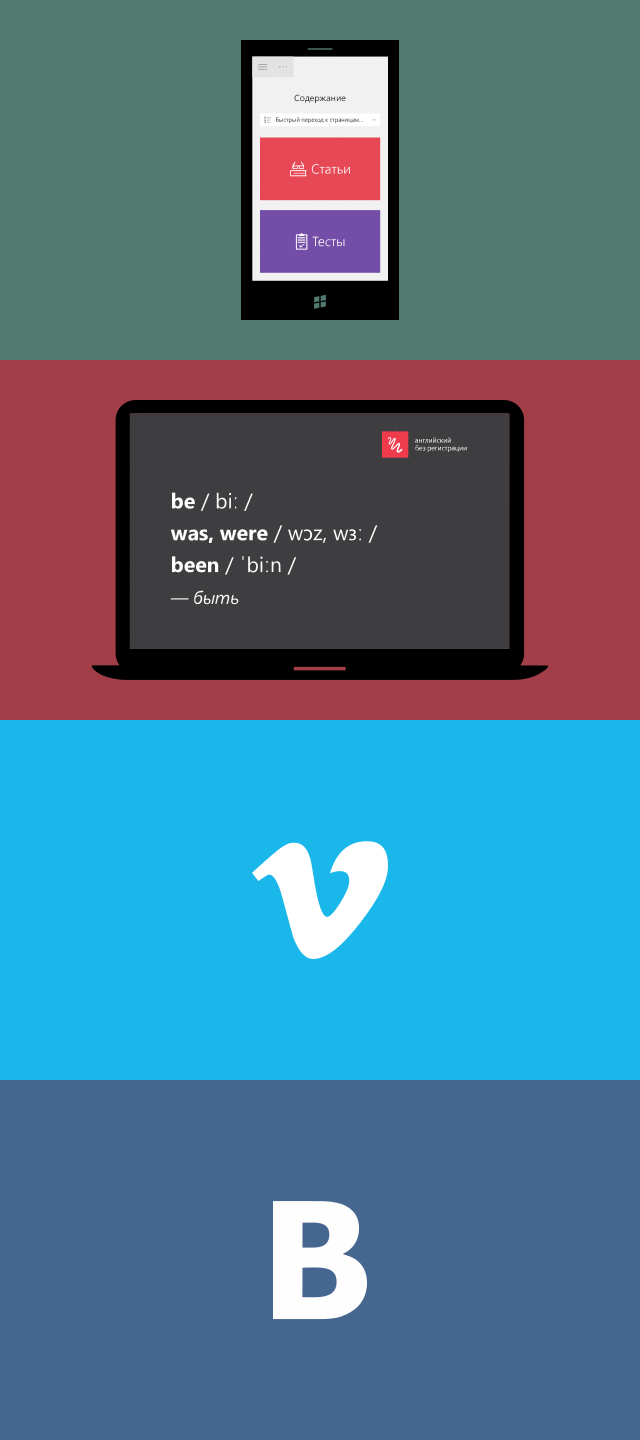 Содержание
Быстрый переход к страницам...
Статьи
Тесты
английский
без регистрации
be / biː /
was, were / wɔz, wɜː /
been / ˈbiːn /
— быть
B